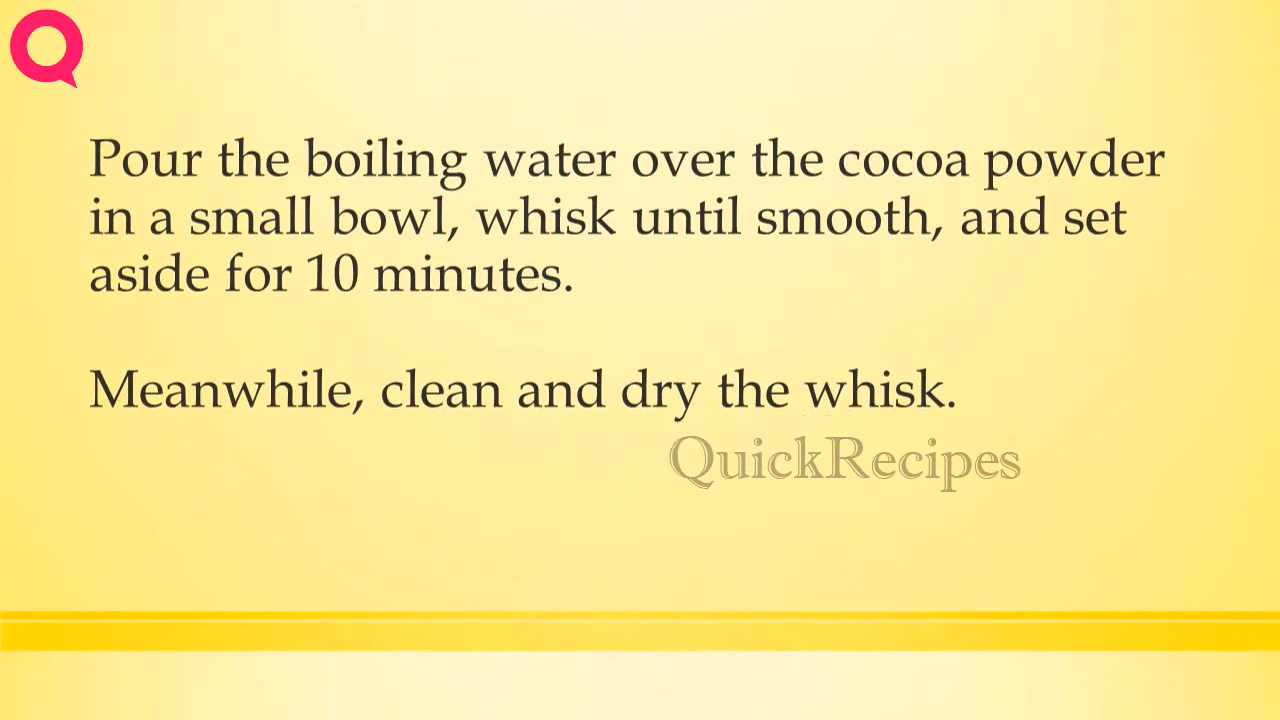 Pour the boiling water over the cocoa powder
in a small bowl, whisk until smooth, and set
aside for 10 minutes.
Meanwhile, clean and dry the whisk.
QuickRecipes